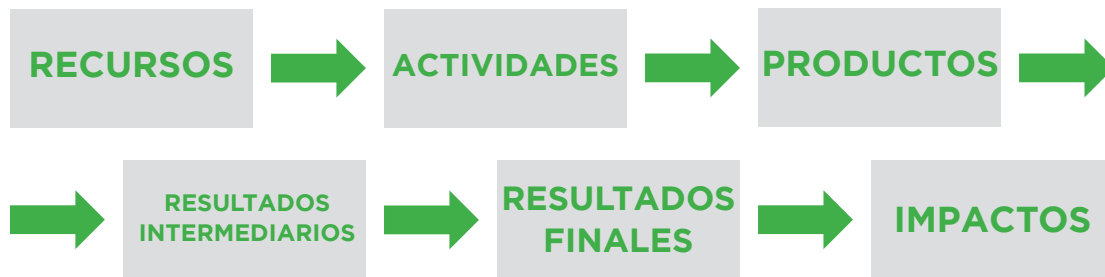 RECURSOS
ACTIVIDADES
PRODUCTOS
RESULTADOS
INTERMEDIARIOS
RESULTADOS
FINALES
IMPACTOS